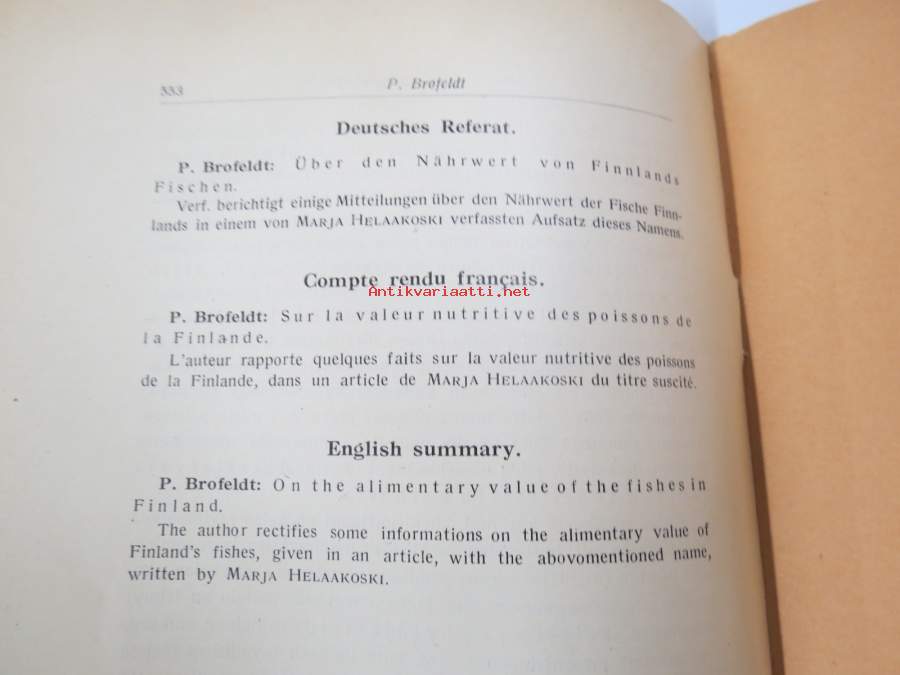 333
P. Brofeldt
Deutsches Referat.
P. Brofeldt: Über den Nährwert von Finnlands
Fischen.
Verf. berichtigt einige Mitteilungen über den Nährwert der Fische Finn-
lands in einem von MARJA HELAAKOSKI verfassten Aufsatz dieses Namens.
Compte rendu français.
Antikvariaatti.net
P. Brofeldt: Sur la valeur nutritive des poissons de
la Finlande.
L'auteur rapporte quelques faits sur la valeur nutritive des poissons
de la Finlande, dans un article de MARJA HELAAKOSKI du titre suscité.
English summary.
P. Brofeldt: On the alimentary value of the fishes in
Finland.
The author rectifies some informations on the alimentary value of
Finland's fishes, given in an article, with the abovomentioned name,
written by MARJA HELAAKOSKI.